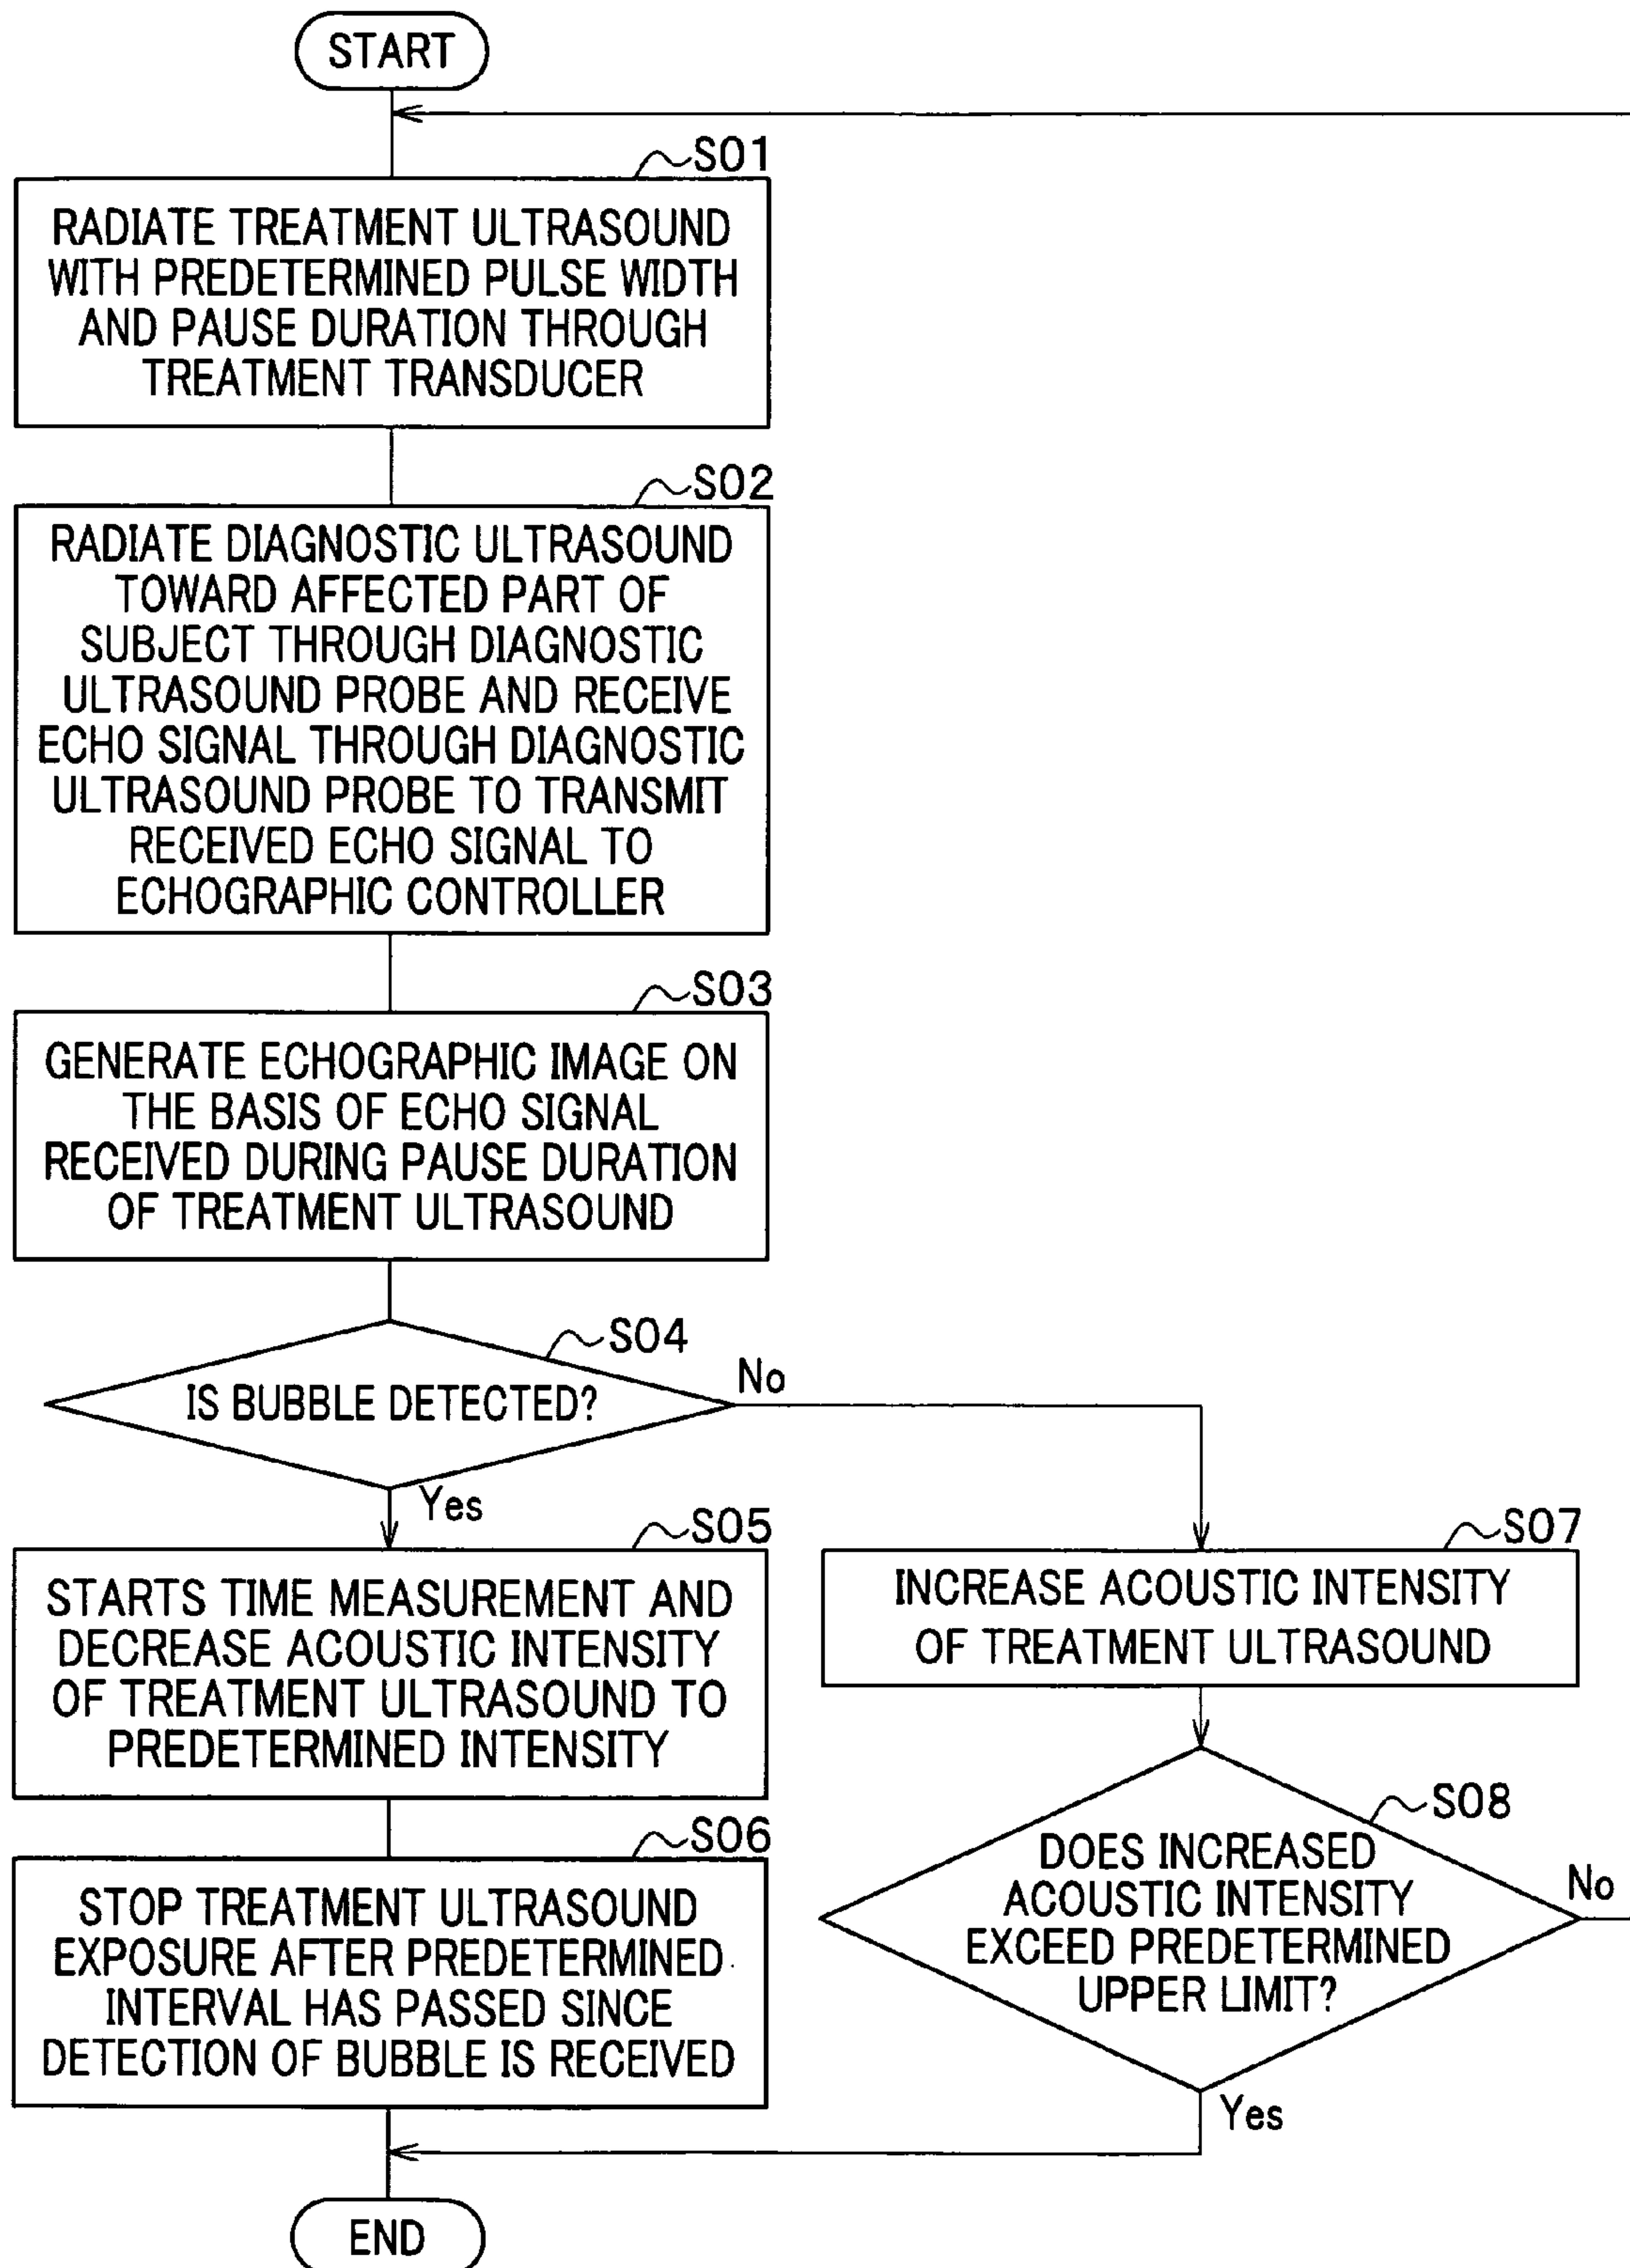 START
S01
RADIATE TREATMENT ULTRASOUND
WITH PREDETERMINED PULSE WIDTH
AND PAUSE DURATION THROUGH
TREATMENT TRANSDUCER
S02
RADIATE DIAGNOSTIC ULTRASOUND
TOWARD AFFECTED PART OF
SUBJECT THROUGH DIAGNOSTIC
ULTRASOUND PROBE AND RECEIVE
ECHO SIGNAL THROUGH DIAGNOSTIC
ULTRASOUND PROBE TO TRANSMIT
RECEIVED ECHO SIGNAL TO
ECHOGRAPHIC CONTROLLER
S03
GENERATE ECHOGRAPHIC IMAGE ON
THE BASIS OF ECHO SIGNAL
RECEIVED DURING PAUSE DURATION
OF TREATMENT ULTRASOUND
S04
IS BUBBLE DETECTED?
No
Yes
S05
STARTS TIME MEASUREMENT AND
DECREASE ACOUSTIC INTENSITY
OF TREATMENT ULTRASOUND TO
PREDETERMINED INTENSITY
S06
STOP TREATMENT ULTRASOUND
EXPOSURE AFTER PREDETERMINED
INTERVAL HAS PASSED SINCE
DETECTION OF BUBBLE IS RECEIVED
S07
INCREASE ACOUSTIC INTENSITY
OF TREATMENT ULTRASOUND
S08
DOES INCREASED
ACOUSTIC INTENSITY
EXCEED PREDETERMINED
UPPER LIMIT?
No
Yes
END